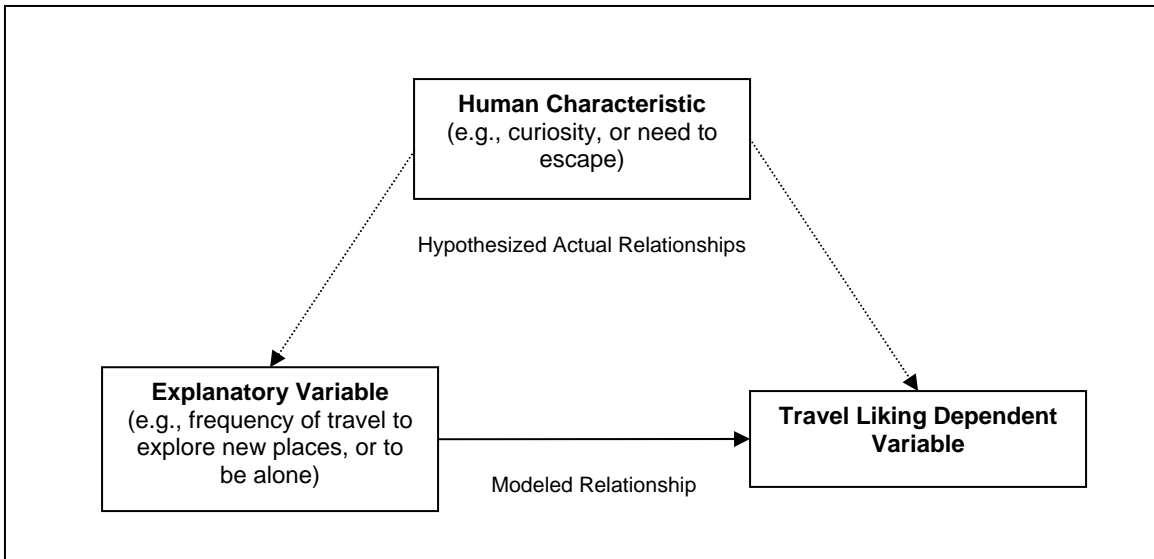 Human Characteristic
(e.g., curiosity, or need to
escape)
Hypothesized Actual Relationships
Explanatory Variable
(e.g., frequency of travel to
explore new places, or to
be alone)
Travel Liking Dependent
Variable
Modeled Relationship